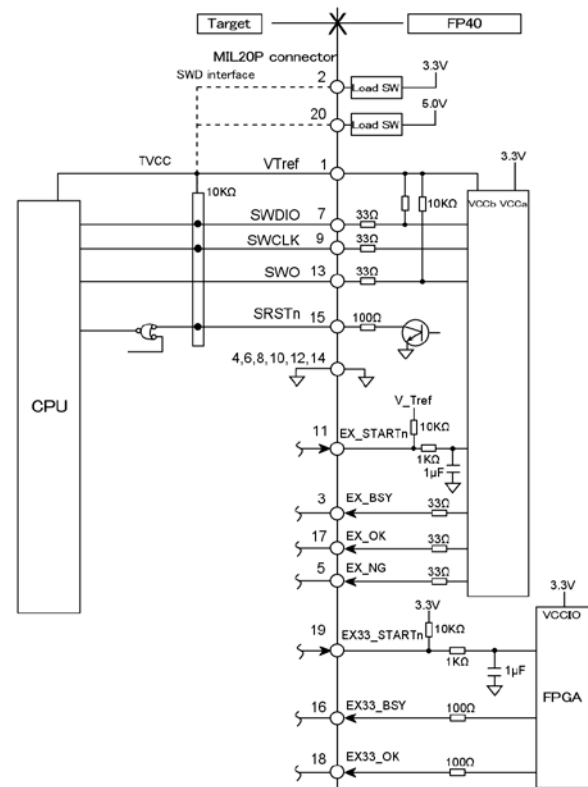 Target
FP40
MIL20P connector
SWD interface
2
Load SW
3.3V
20
Load SW
5.0V
TVCC
VTref
1
3.3V
10KΩ
10KΩ
VCCb VCCa
SWDIO
7
33Ω
SWCLK
9
33Ω
SWO
13
33Ω
SRSTn
15
100Ω
4,6,8,10,12,14
CPU
V_Tref
11
EX_STARTn
10KΩ
1KΩ
1μF
3
EX_BSY
33Ω
17
EX_OK
33Ω
5
EX_NG
33Ω
3.3V
3.3V
VCCIO
19
EX33_STARTn
10KΩ
1KΩ
1μF
FPGA
16
EX33_BSY
100Ω
18
EX33_OK
100Ω